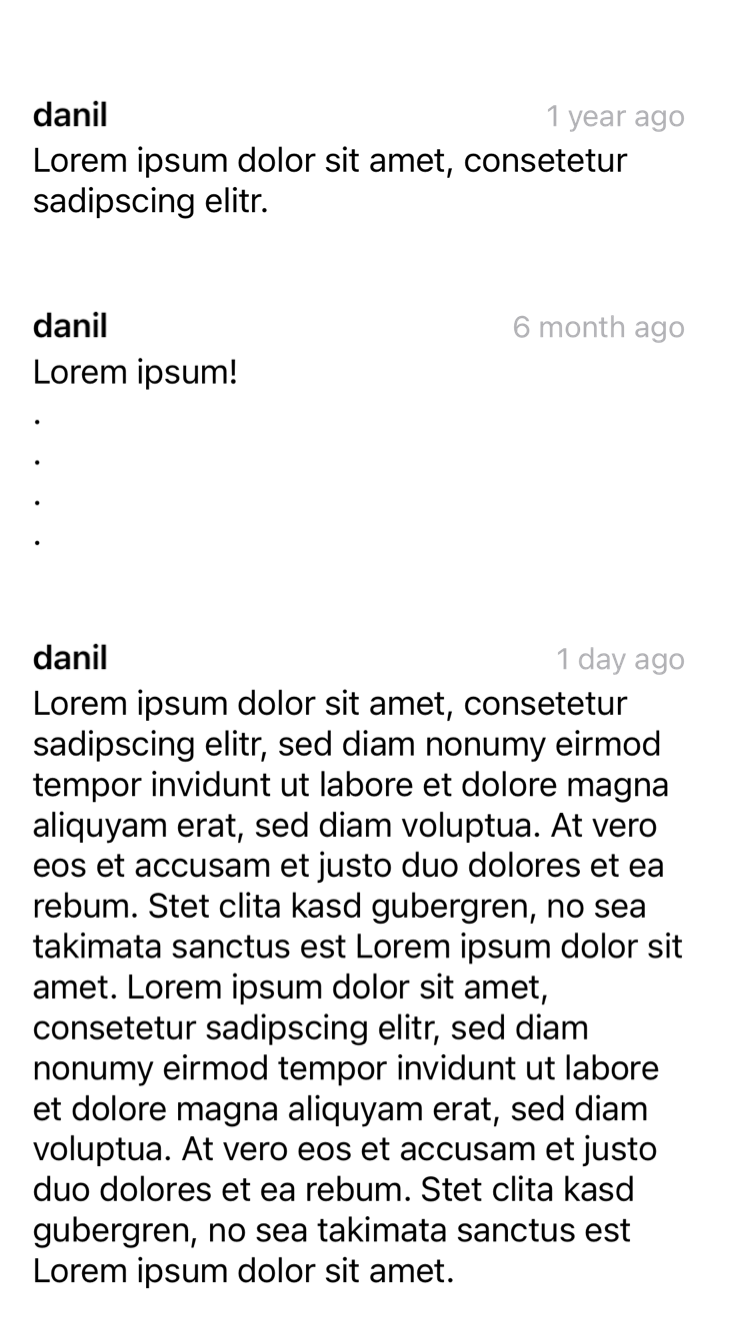 danil 1 year ago
Lorem ipsum dolor sit amet, consetetur
sadipscing elitr.
danil 6 month ago
Lorem ipsum!
.
.
.
.
danil 1 day ago
Lorem ipsum dolor sit amet, consetetur
sadipscing elitr, sed diam nonumy eirmod
tempor invidunt ut labore et dolore magna
aliquyam erat, sed diam voluptua. At vero
eos et accusam et justo duo dolores et ea
rebum. Stet clita kasd gubergren, no sea
takimata sanctus est Lorem ipsum dolor sit
amet. Lorem ipsum dolor sit amet,
consetetur sadipscing elitr, sed diam
nonumy eirmod tempor invidunt ut labore
et dolore magna aliquyam erat, sed diam
voluptua. At vero eos et accusam et justo
duo dolores et ea rebum. Stet clita kasd
gubergren, no sea takimata sanctus est
Lorem ipsum dolor sit amet.